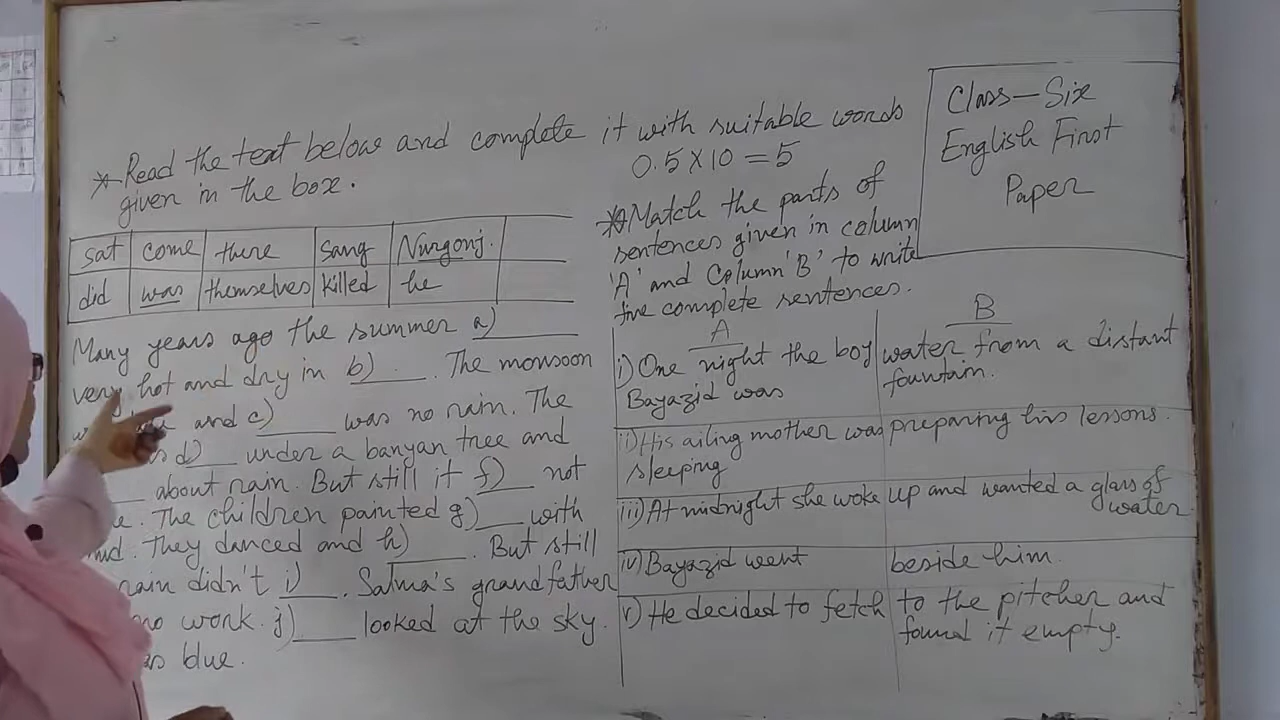 Class—Six
English First
Paper
* Read the text below and complete it with suitable words
given in the box.
0.5×10=5
sat come there sang Nurgonj.
did was themselves killed he
Many years ago the summer a) ____
very hot and dry in b) ____. The monsoon
and c) ____ was no rain. The
d) ____ under a banyan tree and
____ about rain. But still it f) ____ not
. The children painted g) ____ with
mud. They danced and h) ____. But still
rain didn't i) ____. Salma's grandfather
no work. j) ____ looked at the sky.
blue.
* Match the parts of
sentences given in column
'A' and Column 'B' to write
five complete sentences.
A B
i) One night the boy water from a distant
Bayazid was fountain.
ii) His ailing mother was preparing his lessons.
sleeping
iii) At midnight she woke up and wanted a glass of
water.
iv) Bayazid went beside him.
v) He decided to fetch to the pitcher and
found it empty.